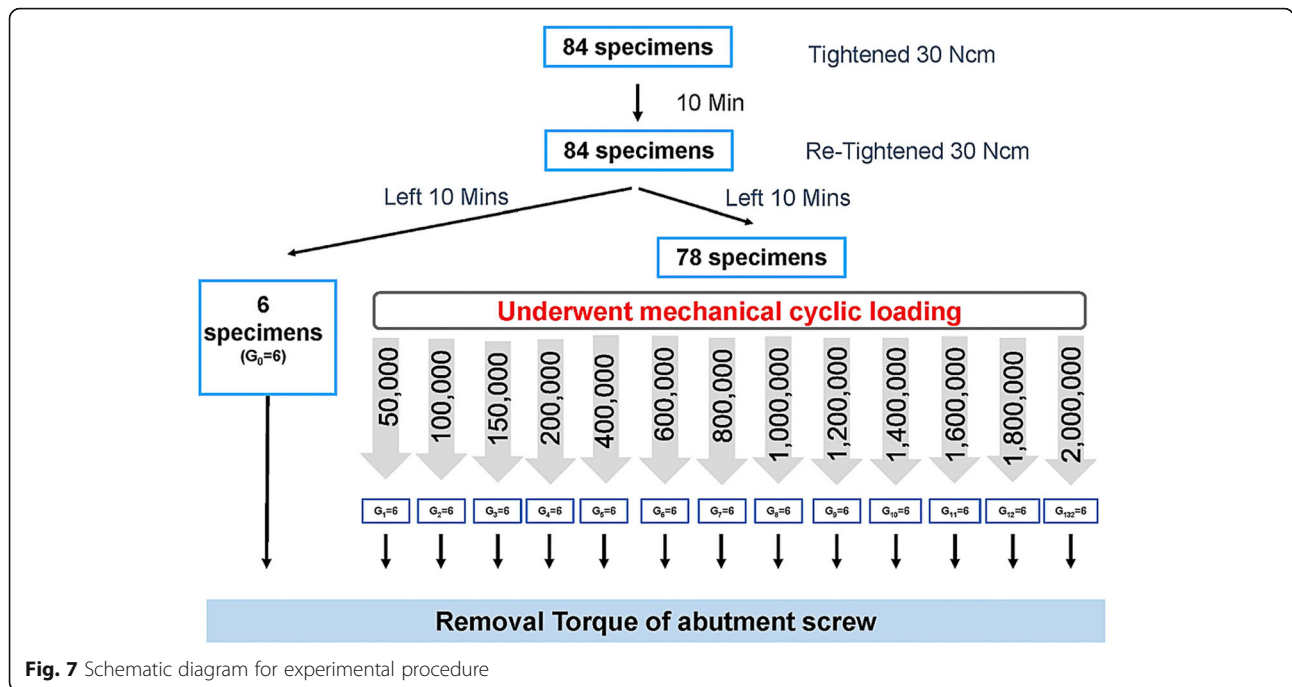 84 specimens
Tightened 30 Ncm
10 Min
84 specimens
Re-Tightened 30 Ncm
Left 10 Mins
Left 10 Mins
78 specimens
6
specimens
(G₀=6)
Underwent mechanical cyclic loading
50,000
100,000
150,000
200,000
400,000
600,000
800,000
1,000,000
1,200,000
1,400,000
1,600,000
1,800,000
2,000,000
G₁=6
G₂=6
G₃=6
G₄=6
G₅=6
G₆=6
G₇=6
G₈=6
G₉=6
G₁₀=6
G₁₁=6
G₁₂=6
G₁₃₂=6
Removal Torque of abutment screw
Fig. 7 Schematic diagram for experimental procedure